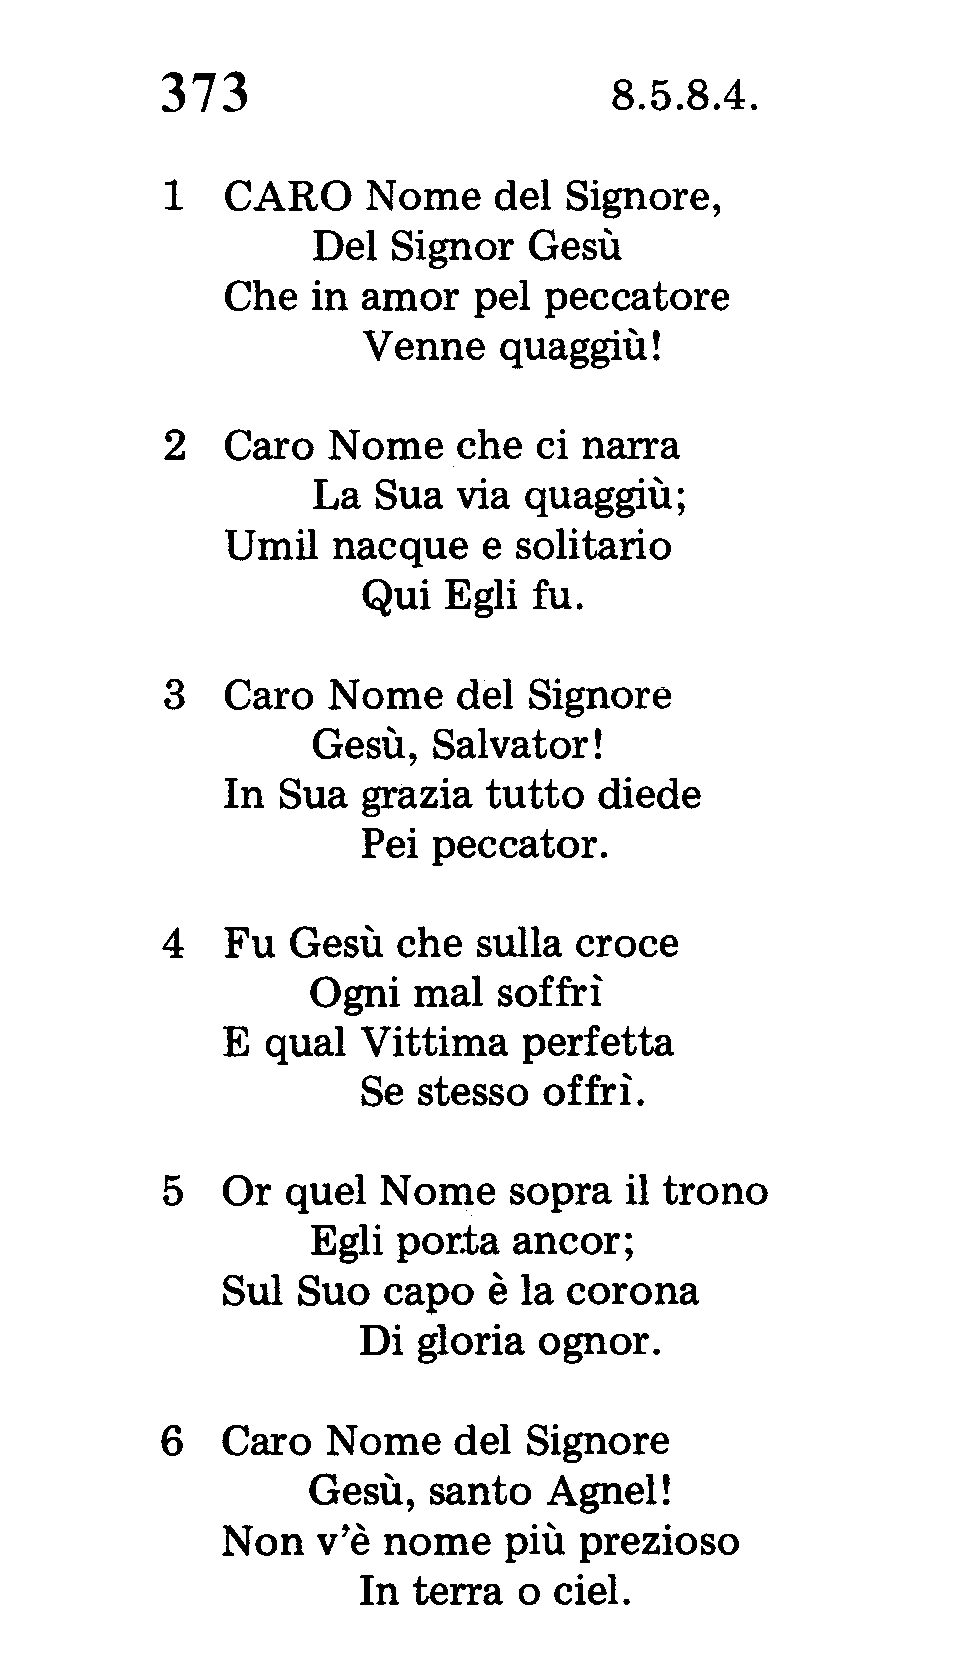 373 8.5.8.4.
1 CARO Nome del Signore,
Del Signor Gesù
Che in amor pel peccatore
Venne quaggiù!
2 Caro Nome che ci narra
La Sua via quaggiù;
Umil nacque e solitario
Qui Egli fu.
3 Caro Nome del Signore
Gesù, Salvator!
In Sua grazia tutto diede
Pei peccator.
4 Fu Gesù che sulla croce
Ogni mal soffrì
E qual Vittima perfetta
Se stesso offrì.
5 Or quel Nome sopra il trono
Egli porta ancor;
Sul Suo capo è la corona
Di gloria ognor.
6 Caro Nome del Signore
Gesù, santo Agnel!
Non v'è nome più prezioso
In terra o ciel.